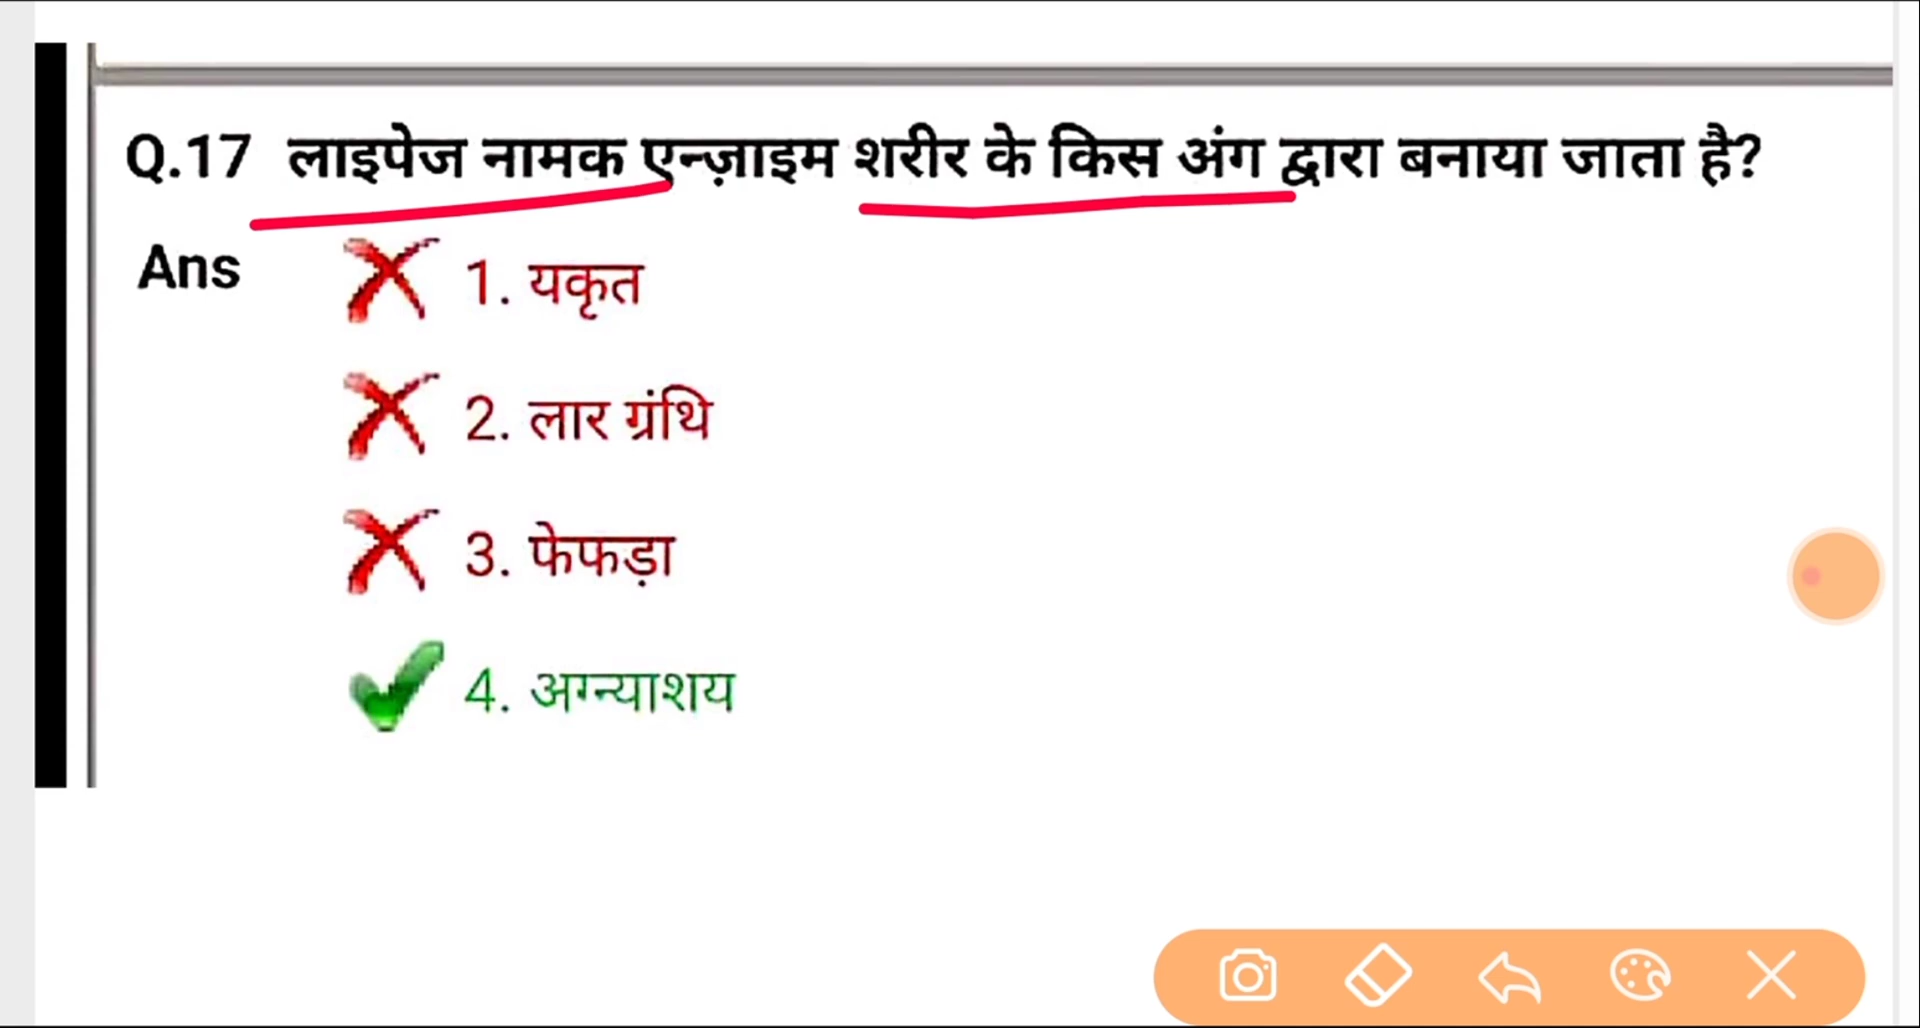 Q.17 लाइपेज नामक एन्ज़ाइम शरीर के किस अंग द्वारा बनाया जाता है?
Ans 1. यकृत
2. लार ग्रंथि
3. फेफड़ा
4. अग्न्याशय